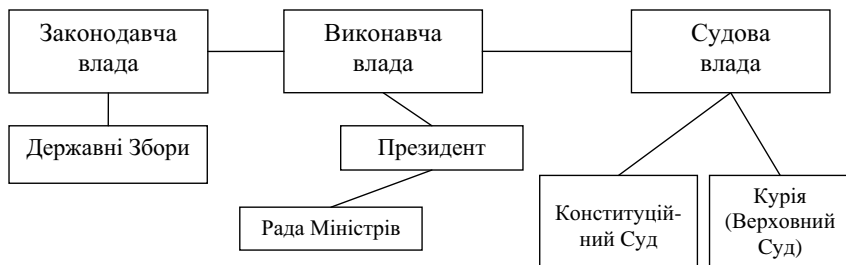 Законодавча
влада
Виконавча
влада
Судова
влада
Державні Збори
Президент
Рада Міністрів
Конституцій-
ний Суд
Курія
(Верховний
Суд)